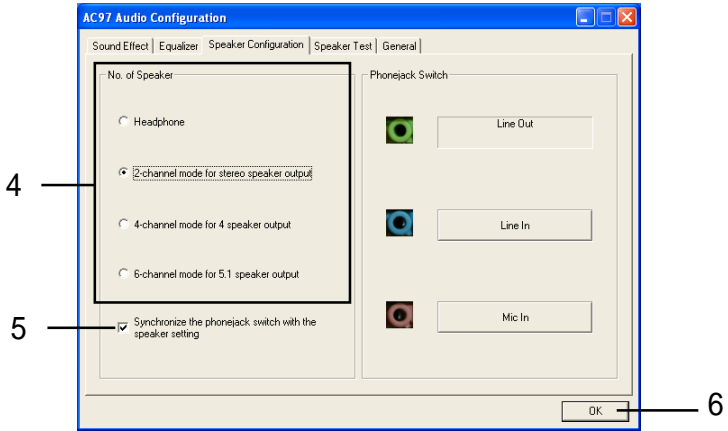 AC97 Audio Configuration
Sound Effect
Equalizer
Speaker Configuration
Speaker Test
General
No. of Speaker
Headphone
2-channel mode for stereo speaker output
4-channel mode for 4 speaker output
6-channel mode for 5.1 speaker output
4
Synchronize the phonejack switch with the
speaker setting
5
Phonejack Switch
Line Out
Line In
Mic In
OK
6